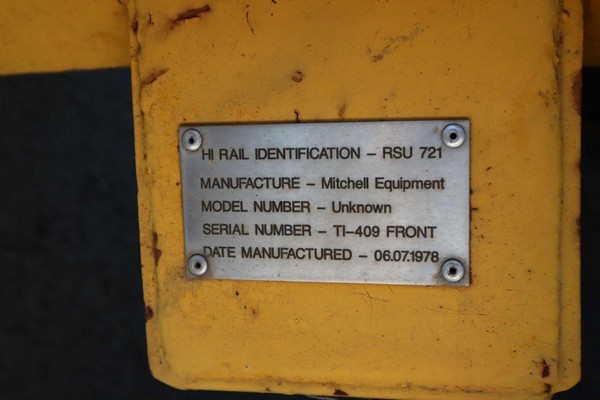 HI RAIL IDENTIFICATION – RSU 721
MANUFACTURE – Mitchell Equipment
MODEL NUMBER – Unknown
SERIAL NUMBER – TI–409 FRONT
DATE MANUFACTURED – 06.07.1978